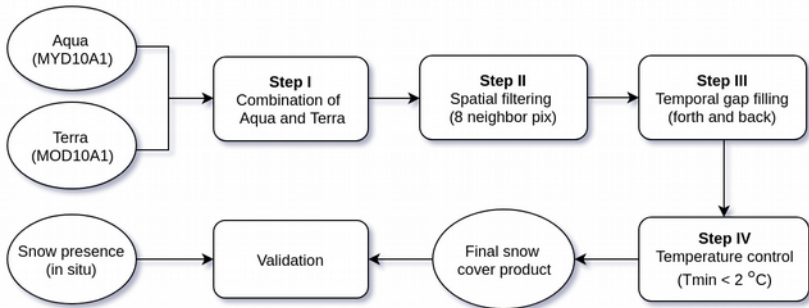 Aqua
(MYD10A1)
Terra
(MOD10A1)
Step I
Combination of
Aqua and Terra
Step II
Spatial filtering
(8 neighbor pix)
Step III
Temporal gap filling
(forth and back)
Step IV
Temperature control
(Tmin < 2 °C)
Final snow
cover product
Validation
Snow presence
(in situ)